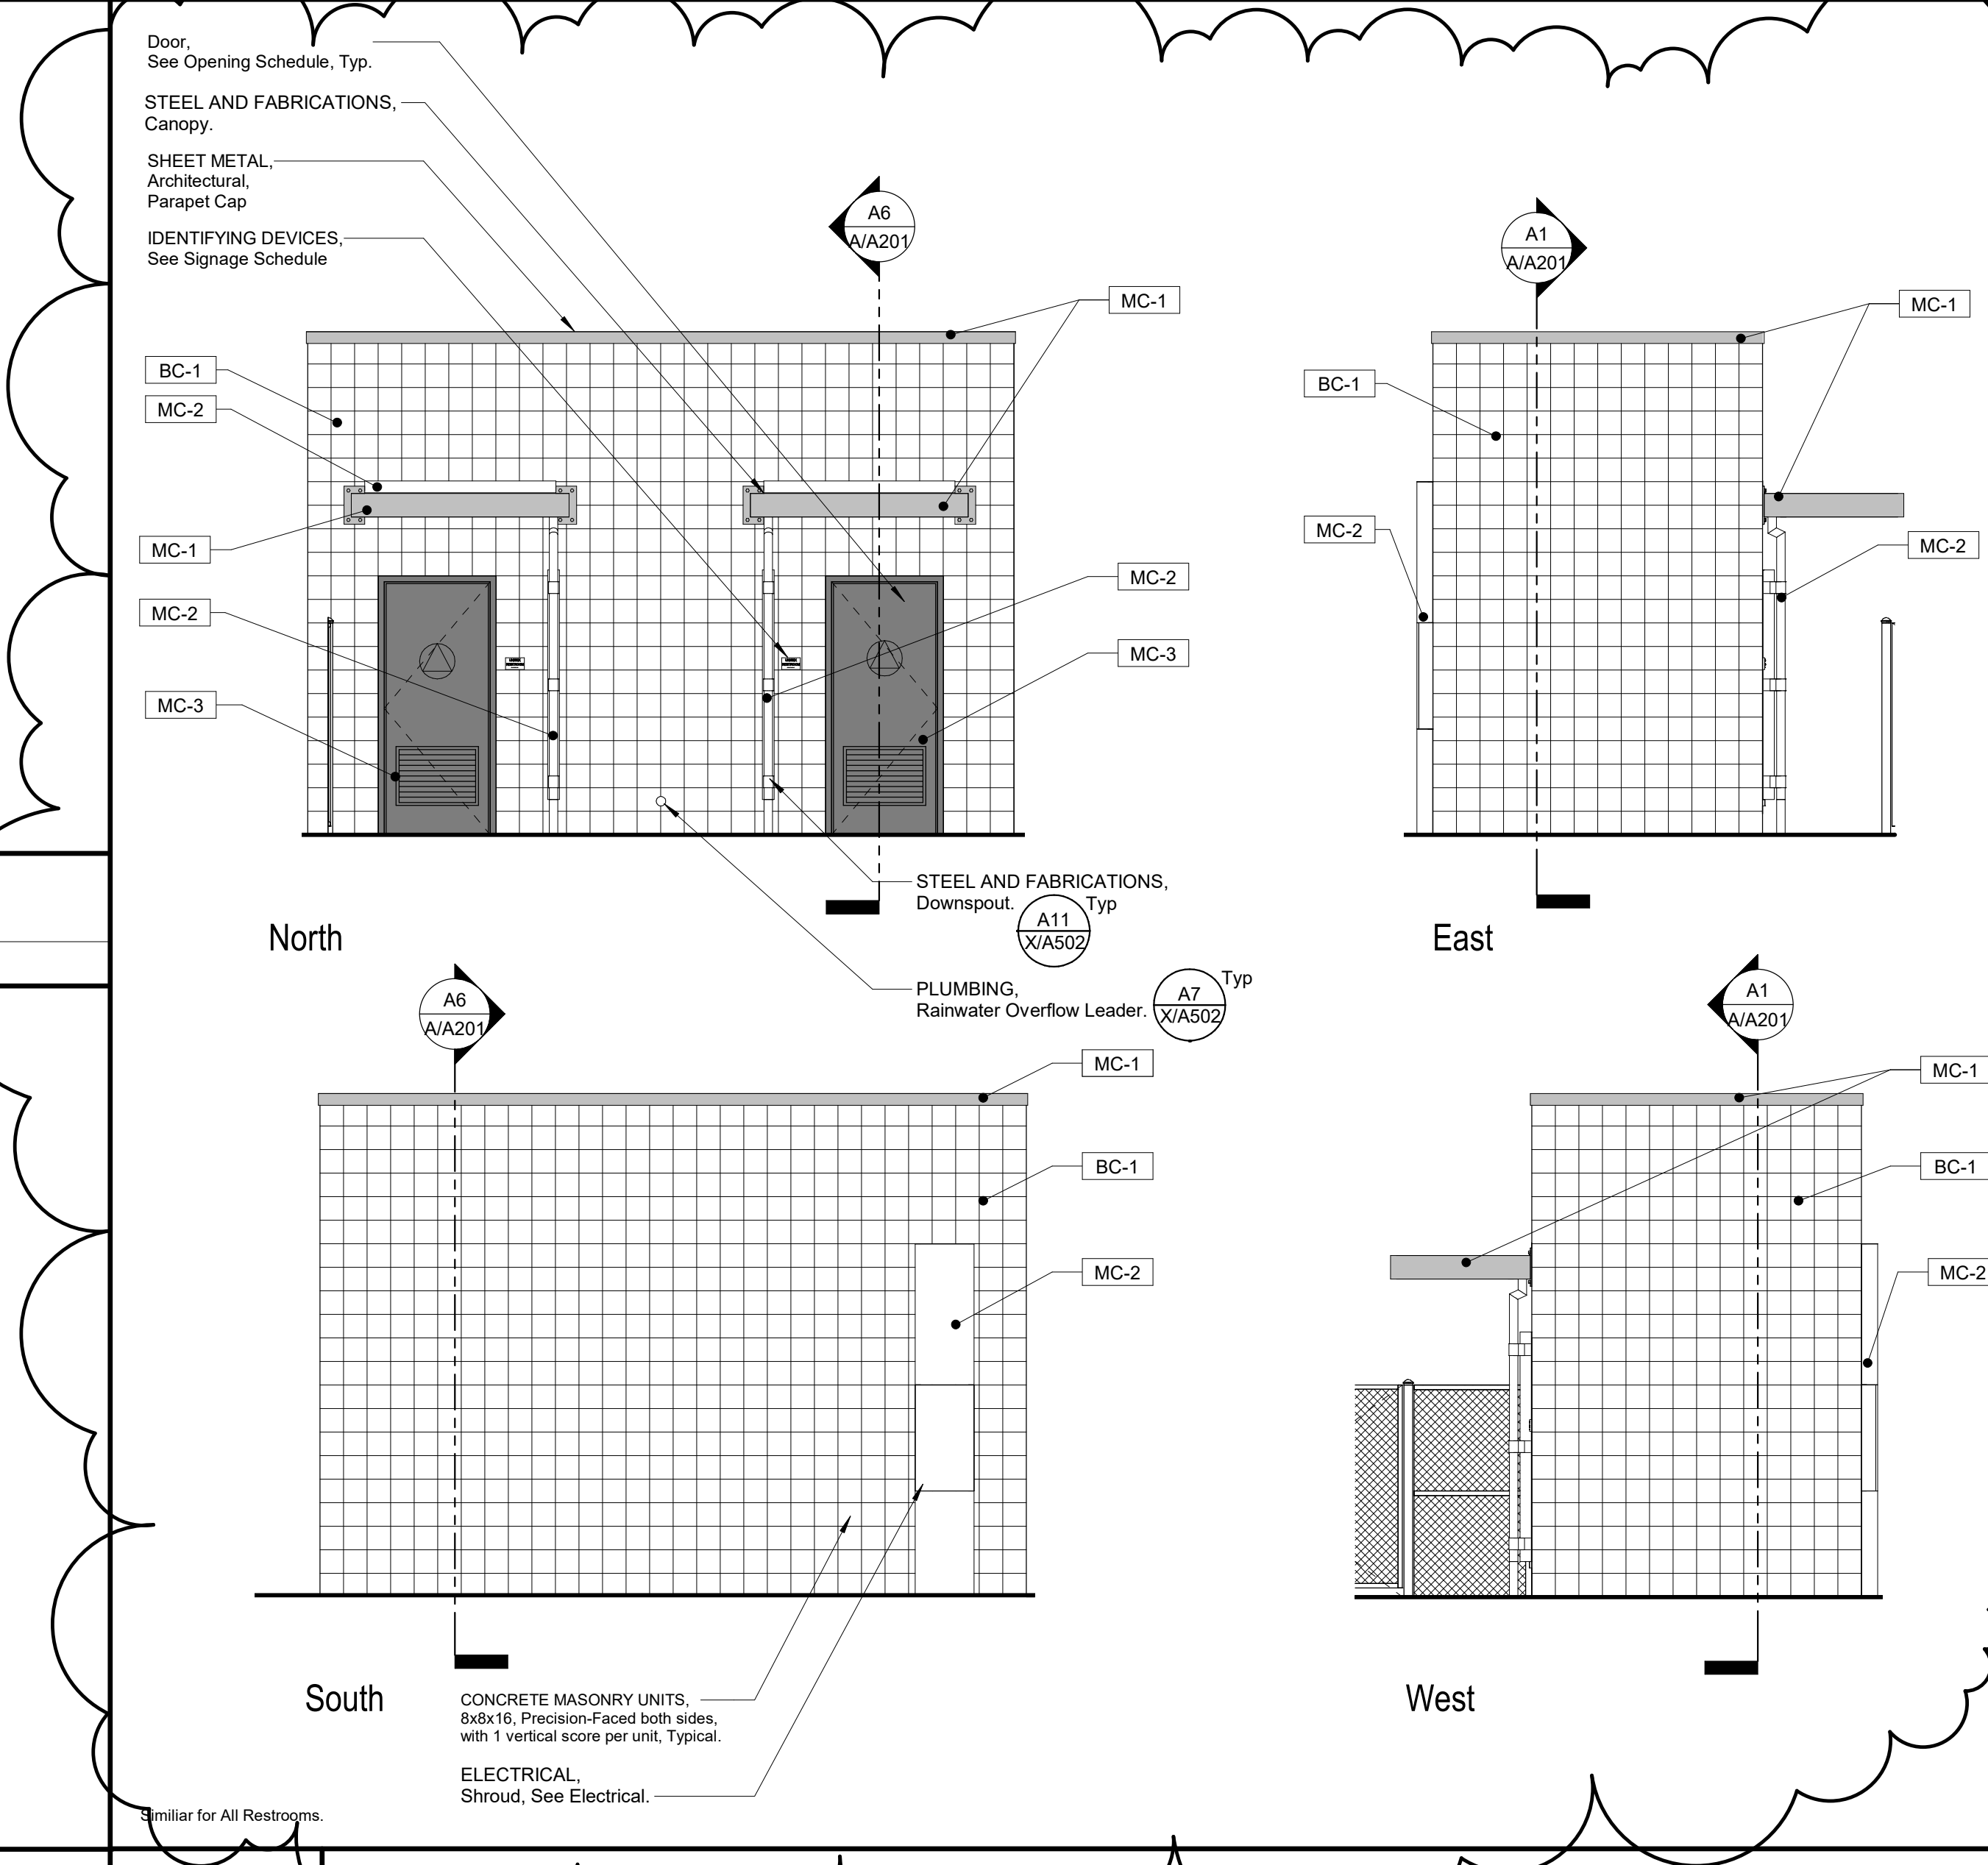 Door,
See Opening Schedule, Typ.
STEEL AND FABRICATIONS,
Canopy.
SHEET METAL,
Architectural,
Parapet Cap
IDENTIFYING DEVICES,
See Signage Schedule
A6
A/A201
A1
A/A201
MC-1
MC-1
BC-1
MC-2
BC-1
MC-2
MC-1
MC-2
MC-2
MC-2
MC-3
MC-3
STEEL AND FABRICATIONS,
Downspout.
Typ
A11
X/A502
North
East
PLUMBING,
Rainwater Overflow Leader.
A7
X/A502
Typ
A6
A/A201
A1
A/A201
MC-1
MC-1
BC-1
BC-1
MC-2
MC-2
South
West
CONCRETE MASONRY UNITS,
8x8x16, Precision-Faced both sides,
with 1 vertical score per unit, Typical.
ELECTRICAL,
Shroud, See Electrical.
Similiar for All Restrooms.